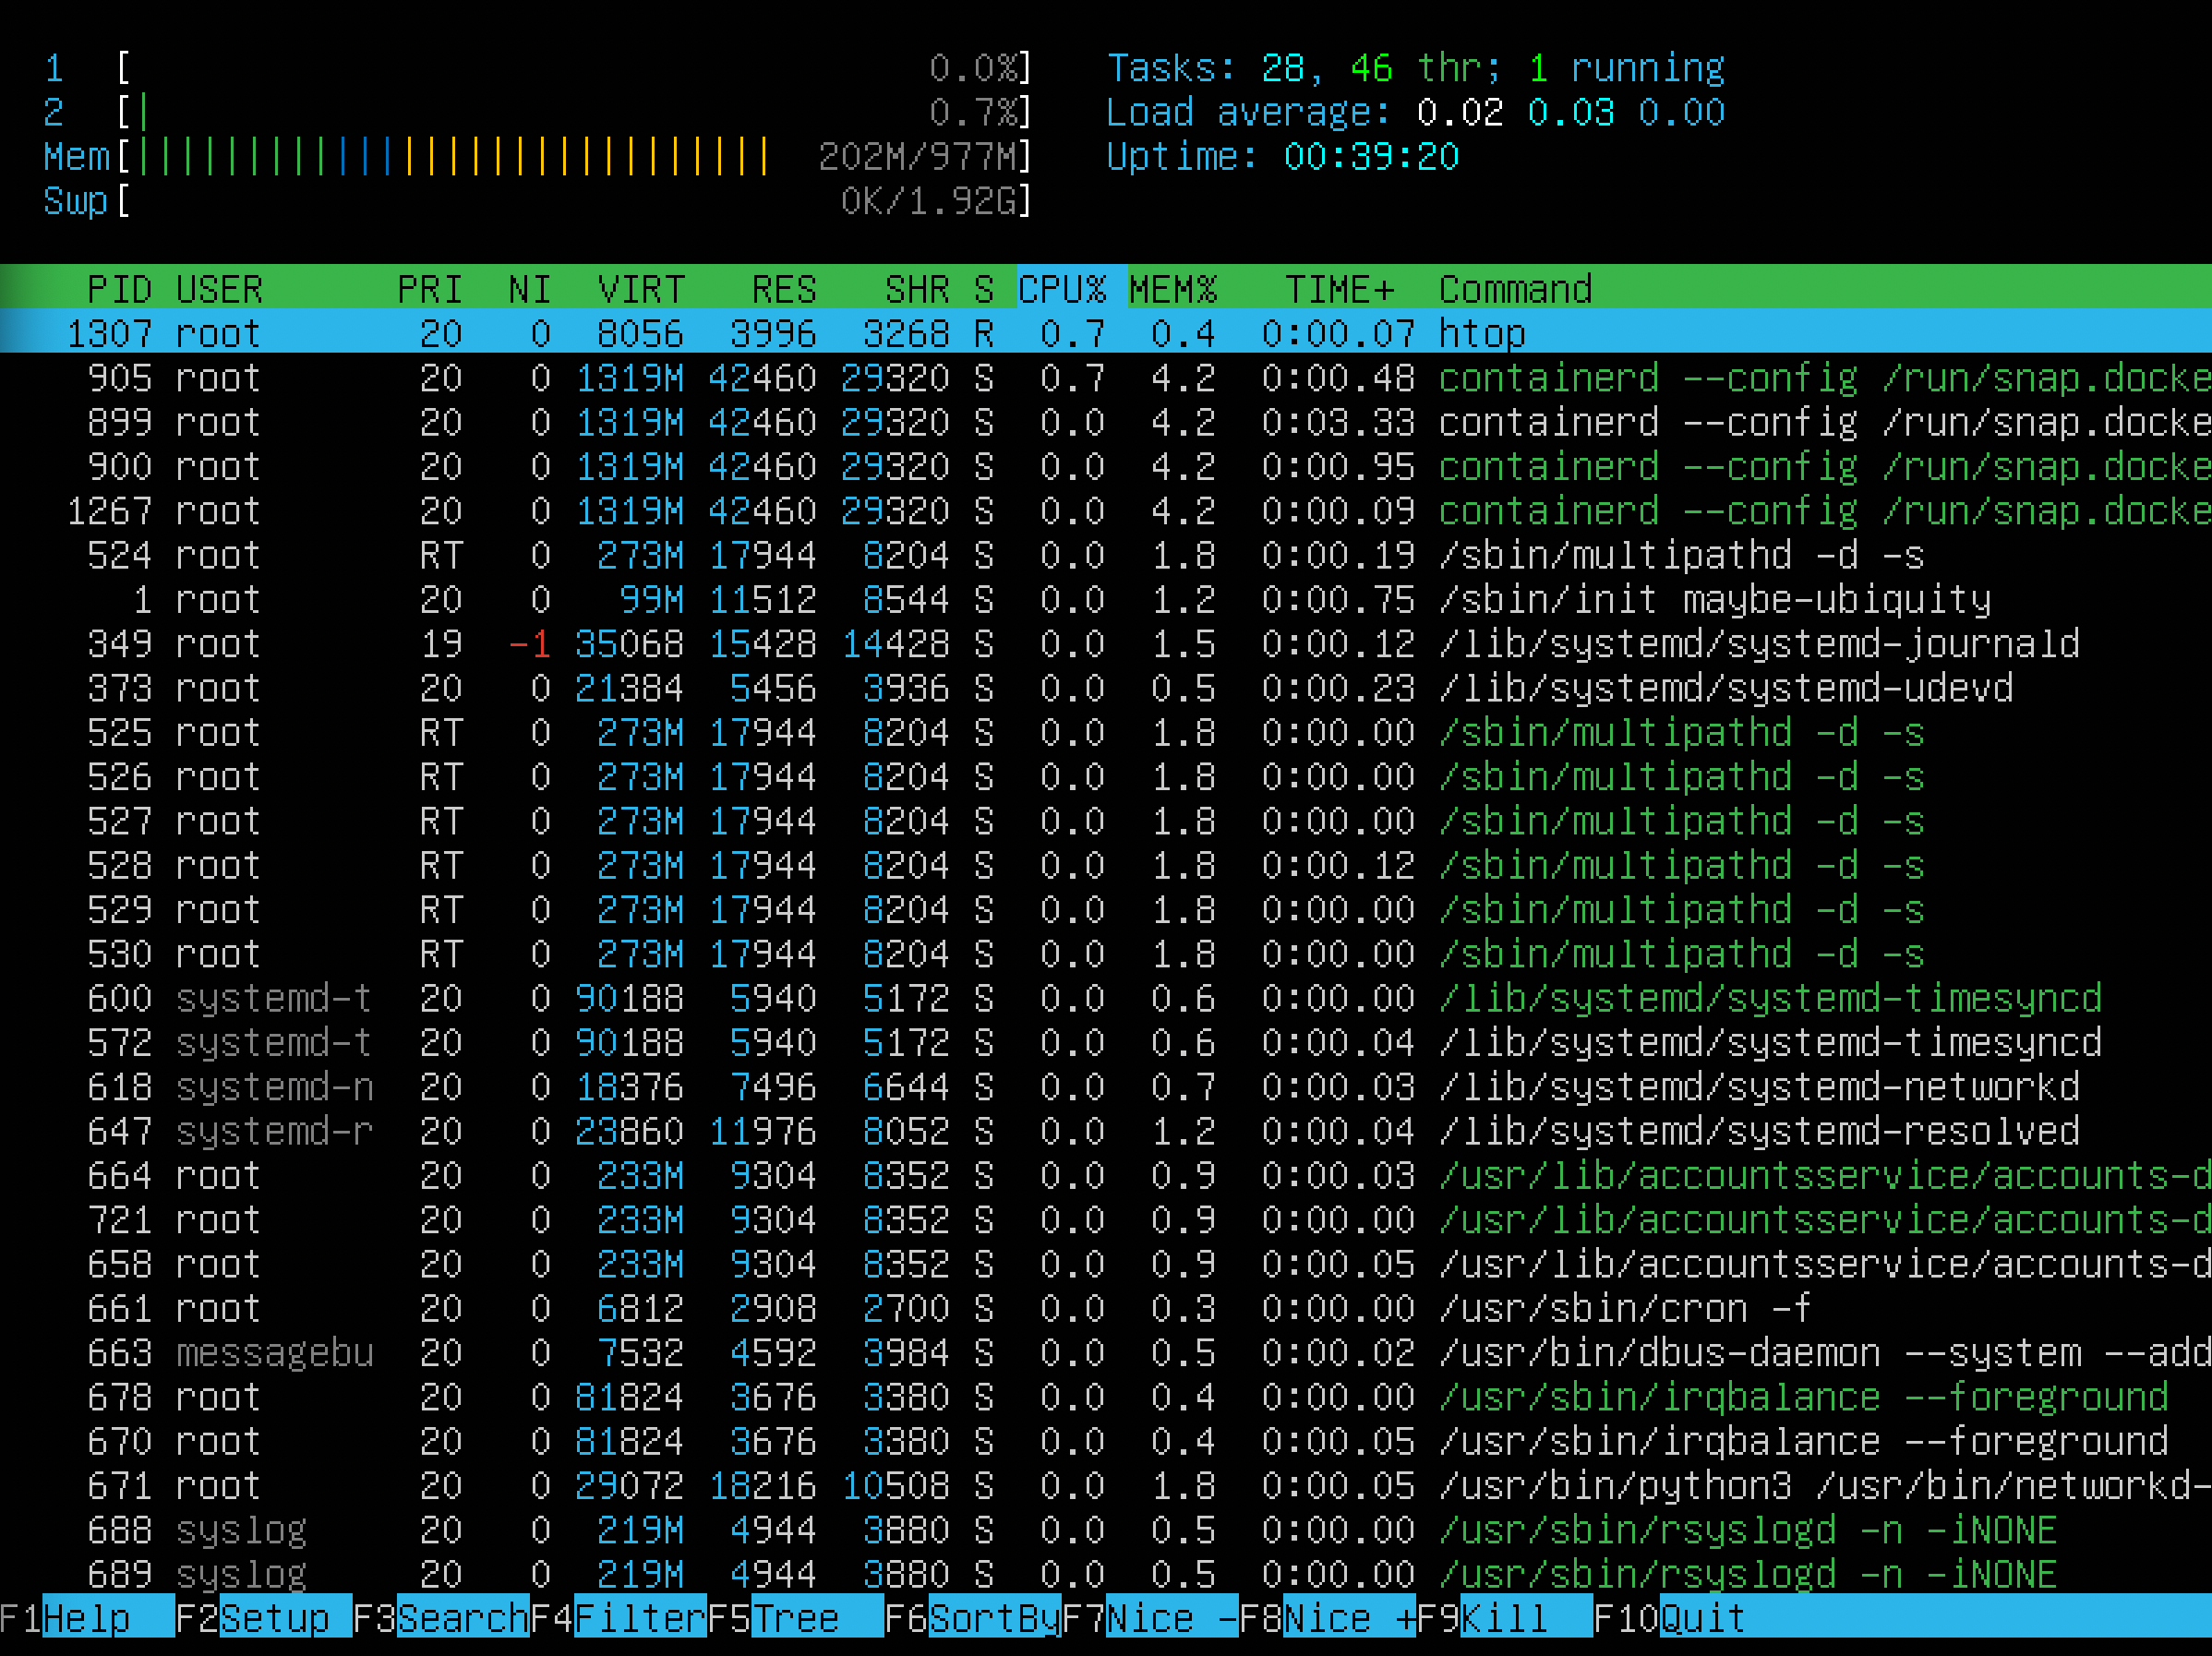 1 [ 0.0%] Tasks: 28, 46 thr; 1 running
2 [| 0.7%] Load average: 0.02 0.03 0.00
Mem[||||||||||||||||||||||||||||| 202M/977M] Uptime: 00:39:20
Swp[ 0K/1.92G]
PID USER PRI NI VIRT RES SHR S CPU% MEM% TIME+ Command
1307 root 20 0 8056 3996 3268 R 0.7 0.4 0:00.07 htop
905 root 20 0 1319M 42460 29320 S 0.7 4.2 0:00.48 containerd --config /run/snap.docke
899 root 20 0 1319M 42460 29320 S 0.0 4.2 0:03.33 containerd --config /run/snap.docke
900 root 20 0 1319M 42460 29320 S 0.0 4.2 0:00.95 containerd --config /run/snap.docke
1267 root 20 0 1319M 42460 29320 S 0.0 4.2 0:00.09 containerd --config /run/snap.docke
524 root RT 0 273M 17944 8204 S 0.0 1.8 0:00.19 /sbin/multipathd -d -s
1 root 20 0 99M 11512 8544 S 0.0 1.2 0:00.75 /sbin/init maybe-ubiquity
349 root 19 -1 35068 15428 14428 S 0.0 1.5 0:00.12 /lib/systemd/systemd-journald
373 root 20 0 21384 5456 3936 S 0.0 0.5 0:00.23 /lib/systemd/systemd-udevd
525 root RT 0 273M 17944 8204 S 0.0 1.8 0:00.00 /sbin/multipathd -d -s
526 root RT 0 273M 17944 8204 S 0.0 1.8 0:00.00 /sbin/multipathd -d -s
527 root RT 0 273M 17944 8204 S 0.0 1.8 0:00.00 /sbin/multipathd -d -s
528 root RT 0 273M 17944 8204 S 0.0 1.8 0:00.12 /sbin/multipathd -d -s
529 root RT 0 273M 17944 8204 S 0.0 1.8 0:00.00 /sbin/multipathd -d -s
530 root RT 0 273M 17944 8204 S 0.0 1.8 0:00.00 /sbin/multipathd -d -s
600 systemd-t 20 0 90188 5940 5172 S 0.0 0.6 0:00.00 /lib/systemd/systemd-timesyncd
572 systemd-t 20 0 90188 5940 5172 S 0.0 0.6 0:00.04 /lib/systemd/systemd-timesyncd
618 systemd-n 20 0 18376 7496 6644 S 0.0 0.7 0:00.03 /lib/systemd/systemd-networkd
647 systemd-r 20 0 23860 11976 8052 S 0.0 1.2 0:00.04 /lib/systemd/systemd-resolved
664 root 20 0 233M 9304 8352 S 0.0 0.9 0:00.03 /usr/lib/accountsservice/accounts-d
721 root 20 0 233M 9304 8352 S 0.0 0.9 0:00.00 /usr/lib/accountsservice/accounts-d
658 root 20 0 233M 9304 8352 S 0.0 0.9 0:00.05 /usr/lib/accountsservice/accounts-d
661 root 20 0 6812 2908 2700 S 0.0 0.3 0:00.00 /usr/sbin/cron -f
663 messagebu 20 0 7532 4592 3984 S 0.0 0.5 0:00.02 /usr/bin/dbus-daemon --system --add
678 root 20 0 81824 3676 3380 S 0.0 0.4 0:00.00 /usr/sbin/irqbalance --foreground
670 root 20 0 81824 3676 3380 S 0.0 0.4 0:00.05 /usr/sbin/irqbalance --foreground
671 root 20 0 29072 18216 10508 S 0.0 1.8 0:00.05 /usr/bin/python3 /usr/bin/networkd-
688 syslog 20 0 219M 4944 3880 S 0.0 0.5 0:00.00 /usr/sbin/rsyslogd -n -iNONE
689 syslog 20 0 219M 4944 3880 S 0.0 0.5 0:00.00 /usr/sbin/rsyslogd -n -iNONE
F1Help F2Setup F3SearchF4FilterF5Tree F6SortByF7Nice -F8Nice +F9Kill F10Quit